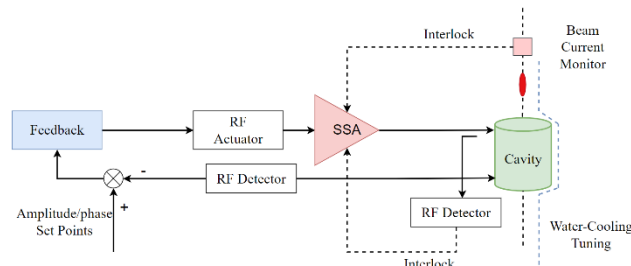 Interlock
Beam
Current
Monitor
Feedback
RF
Actuator
SSA
Cavity
-
RF Detector
+
Amplitude/phase
Set Points
RF Detector
Water-Cooling
Tuning
Interlock